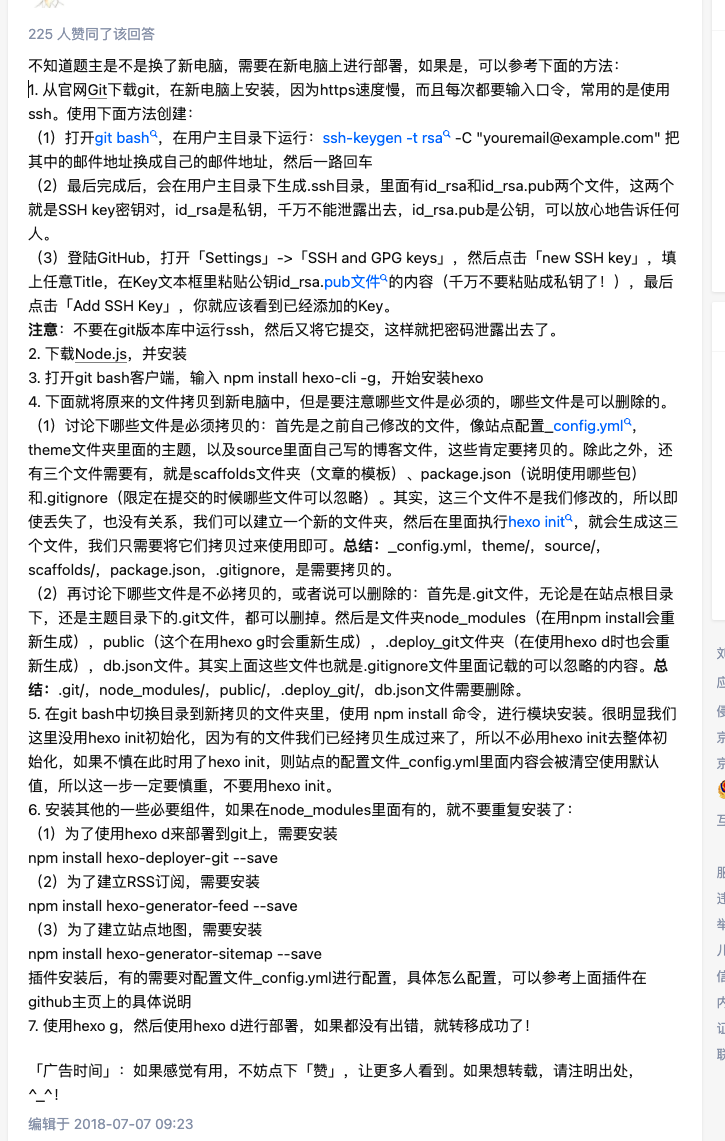 225 人赞同了该回答
不知道题主是不是换了新电脑，需要在新电脑上进行部署，如果是，可以参考下面的方法：
1. 从官网Git下载git，在新电脑上安装，因为https速度慢，而且每次都要输入口令，常用的是使用
ssh。使用下面方法创建：
（1）打开git bash，在用户主目录下运行：ssh-keygen -t rsa -C "youremail@example.com" 把
其中的邮件地址换成自己的邮件地址，然后一路回车
（2）最后完成后，会在用户主目录下生成.ssh目录，里面有id_rsa和id_rsa.pub两个文件，这两个
就是SSH key密钥对，id_rsa是私钥，千万不能泄露出去，id_rsa.pub是公钥，可以放心地告诉任何
人。
（3）登陆GitHub，打开「Settings」->「SSH and GPG keys」，然后点击「new SSH key」，填
上任意Title，在Key文本框里粘贴公钥id_rsa.pub文件的内容（千万不要粘贴成私钥了！），最后
点击「Add SSH Key」，你就应该看到已经添加的Key。
注意：不要在git版本库中运行ssh，然后又将它提交，这样就把密码泄露出去了。
2. 下载Node.js，并安装
3. 打开git bash客户端，输入 npm install hexo-cli -g，开始安装hexo
4. 下面就将原来的文件拷贝到新电脑中，但是要注意哪些文件是必须的，哪些文件是可以删除的。
（1）讨论下哪些文件是必须拷贝的：首先是之前自己修改的文件，像站点配置_config.yml，
theme文件夹里面的主题，以及source里面自己写的博客文件，这些肯定要拷贝的。除此之外，还
有三个文件需要有，就是scaffolds文件夹（文章的模板）、package.json（说明使用哪些包）
和.gitignore（限定在提交的时候哪些文件可以忽略）。其实，这三个文件不是我们修改的，所以即
使丢失了，也没有关系，我们可以建立一个新的文件夹，然后在里面执行hexo init，就会生成这三
个文件，我们只需要将它们拷贝过来使用即可。总结：_config.yml，theme/，source/，
scaffolds/，package.json，.gitignore，是需要拷贝的。
（2）再讨论下哪些文件是不必拷贝的，或者说可以删除的：首先是.git文件，无论是在站点根目录
下，还是主题目录下的.git文件，都可以删掉。然后是文件夹node_modules（在用npm install会重
新生成），public（这个在用hexo g时会重新生成），.deploy_git文件夹（在使用hexo d时也会重
新生成），db.json文件。其实上面这些文件也就是.gitignore文件里面记载的可以忽略的内容。总
结：.git/，node_modules/，public/，.deploy_git/，db.json文件需要删除。
5. 在git bash中切换目录到新拷贝的文件夹里，使用 npm install 命令，进行模块安装。很明显我们
这里没用hexo init初始化，因为有的文件我们已经拷贝生成过来了，所以不必用hexo init去整体初
始化，如果不慎在此时用了hexo init，则站点的配置文件_config.yml里面内容会被清空使用默认
值，所以这一步一定要慎重，不要用hexo init。
6. 安装其他的一些必要组件，如果在node_modules里面有的，就不要重复安装了：
（1）为了使用hexo d来部署到git上，需要安装
npm install hexo-deployer-git --save
（2）为了建立RSS订阅，需要安装
npm install hexo-generator-feed --save
（3）为了建立站点地图，需要安装
npm install hexo-generator-sitemap --save
插件安装后，有的需要对配置文件_config.yml进行配置，具体怎么配置，可以参考上面插件在
github主页上的具体说明
7. 使用hexo g，然后使用hexo d进行部署，如果都没有出错，就转移成功了！
「广告时间」：如果感觉有用，不妨点下「赞」，让更多人看到。如果想转载，请注明出处，
^_^！
编辑于 2018-07-07 09:23